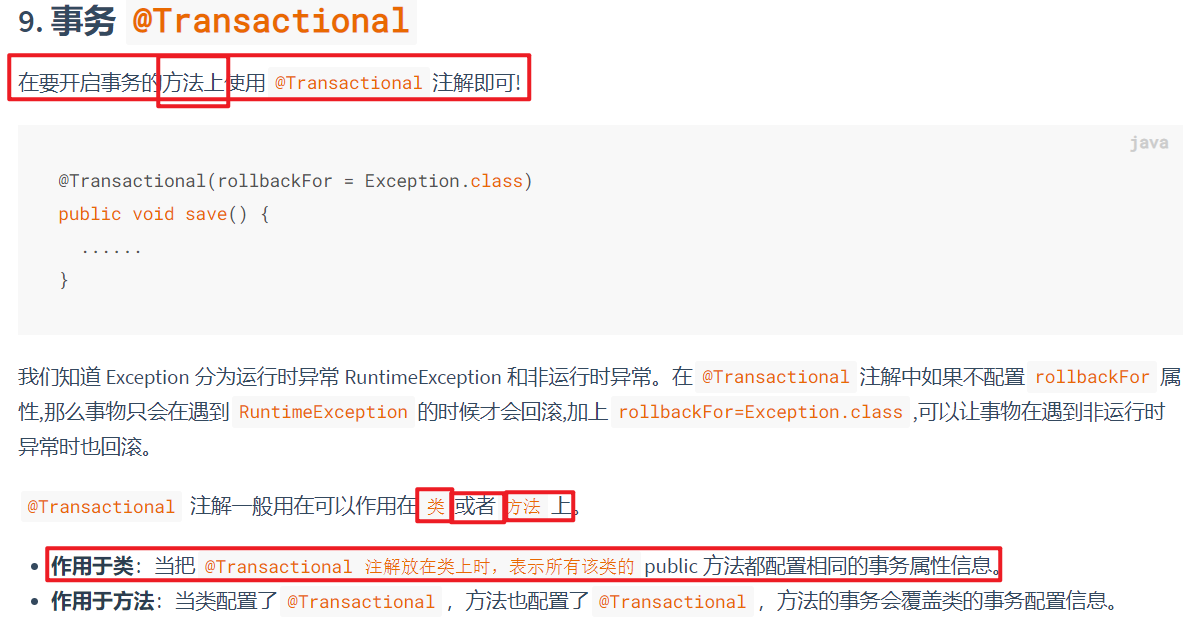 9. 事务 @Transactional
在要开启事务的方法上使用 @Transactional 注解即可!
java
@Transactional(rollbackFor = Exception.class)
public void save() {
......
}
我们知道 Exception 分为运行时异常 RuntimeException 和非运行时异常。在 @Transactional 注解中如果不配置 rollbackFor 属
性,那么事物只会在遇到 RuntimeException 的时候才会回滚,加上 rollbackFor=Exception.class ,可以让事物在遇到非运行时
异常时也回滚。
@Transactional 注解一般用在可以作用在 类 或者 方法 上。
• 作用于类：当把 @Transactional 注解放在类上时，表示所有该类的 public 方法都配置相同的事务属性信息。
• 作用于方法：当类配置了 @Transactional ，方法也配置了 @Transactional ，方法的事务会覆盖类的事务配置信息。